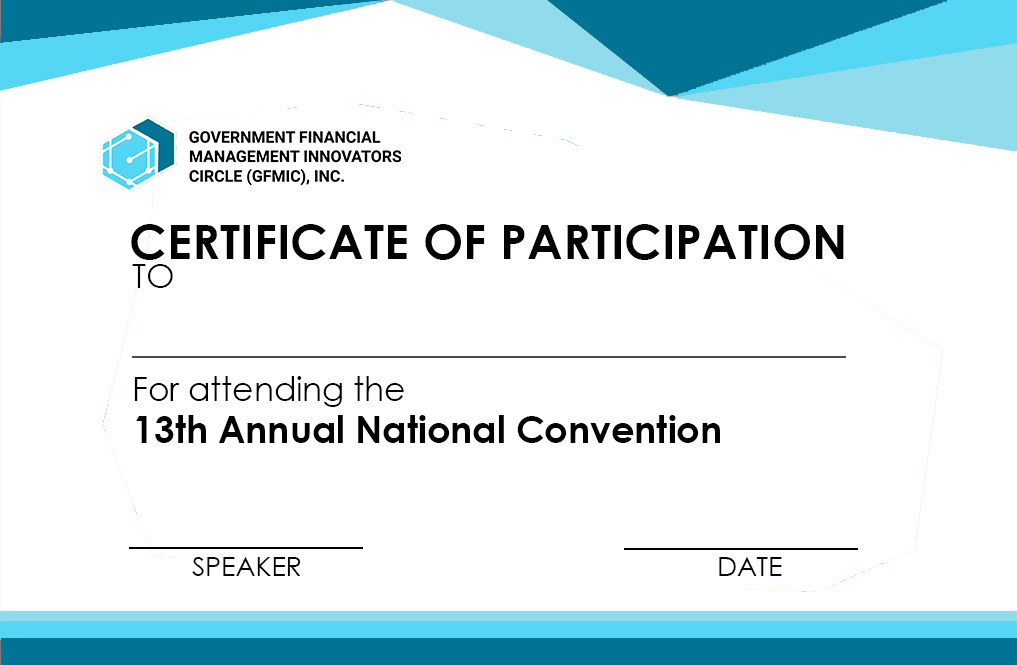 GOVERNMENT FINANCIAL
MANAGEMENT INNOVATORS
CIRCLE (GFMIC), INC.
CERTIFICATE OF PARTICIPATION
TO
For attending the
13th Annual National Convention
SPEAKER
DATE